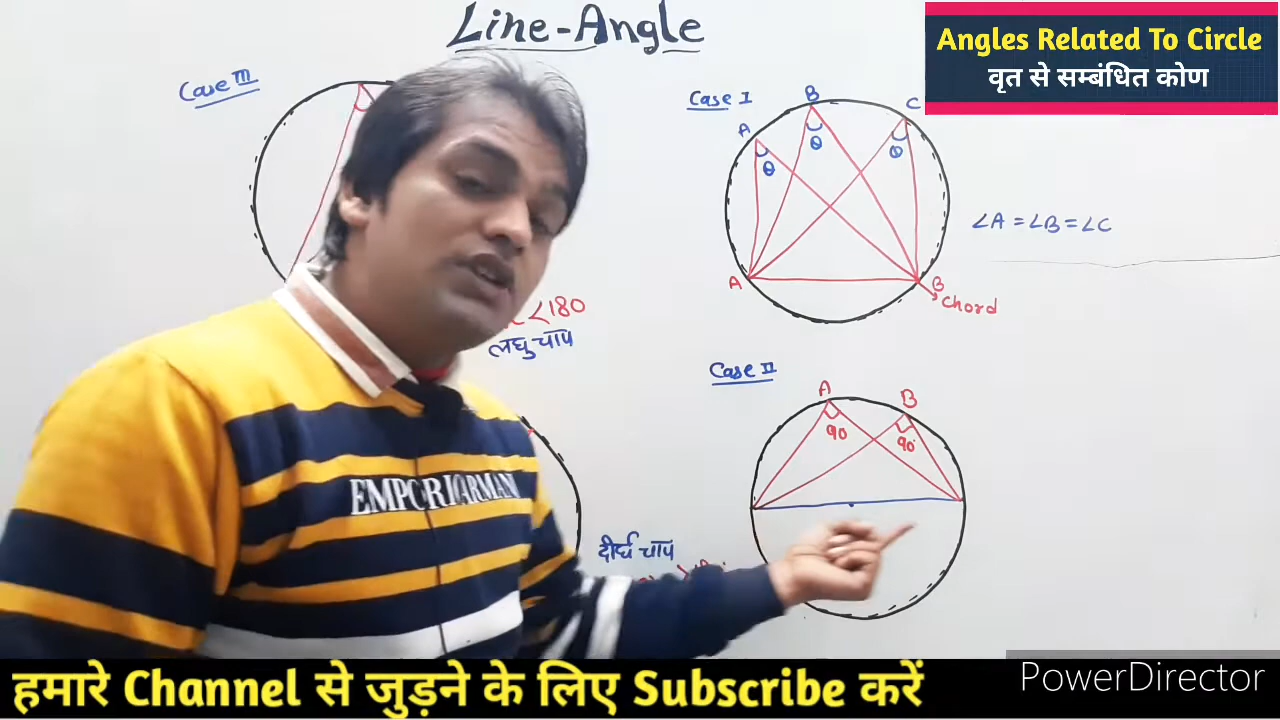 Line-Angle
Angles Related To Circle
वृत से सम्बंधित कोण
Case III
Case I
B
C
A
θ
θ
θ
∠A = ∠B = ∠C
A
B
Chord
<180
लघु चाप
Case II
A
B
90
90°
EMPORIO ARMANI
दीर्घ चाप
हमारे Channel से जुड़ने के लिए Subscribe करें
PowerDirector